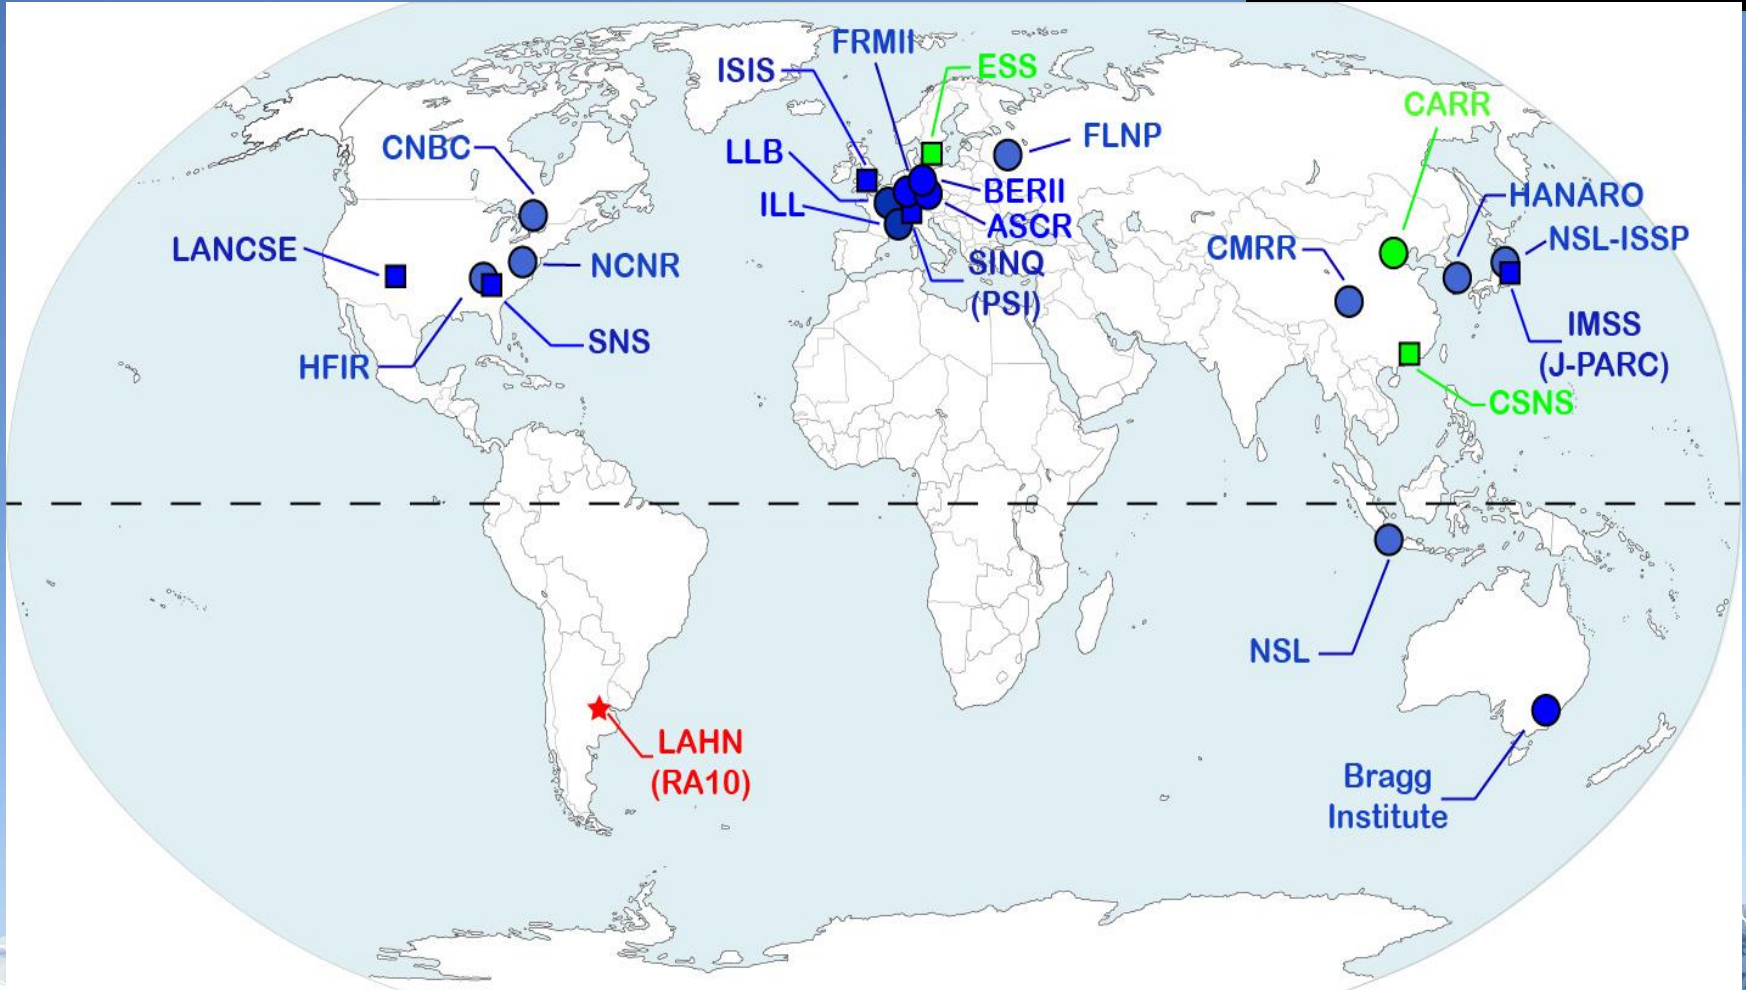 FRMII
ISIS
ESS
CARR
CNBC
LLB
FLNP
ILL
BERII
HANARO
ASCR
LANCSE
NCNR
SINQ
(PSI)
CMRR
NSL-ISSP
SNS
IMSS
(J-PARC)
HFIR
CSNS
NSL
LAHN
(RA10)
Bragg
Institute